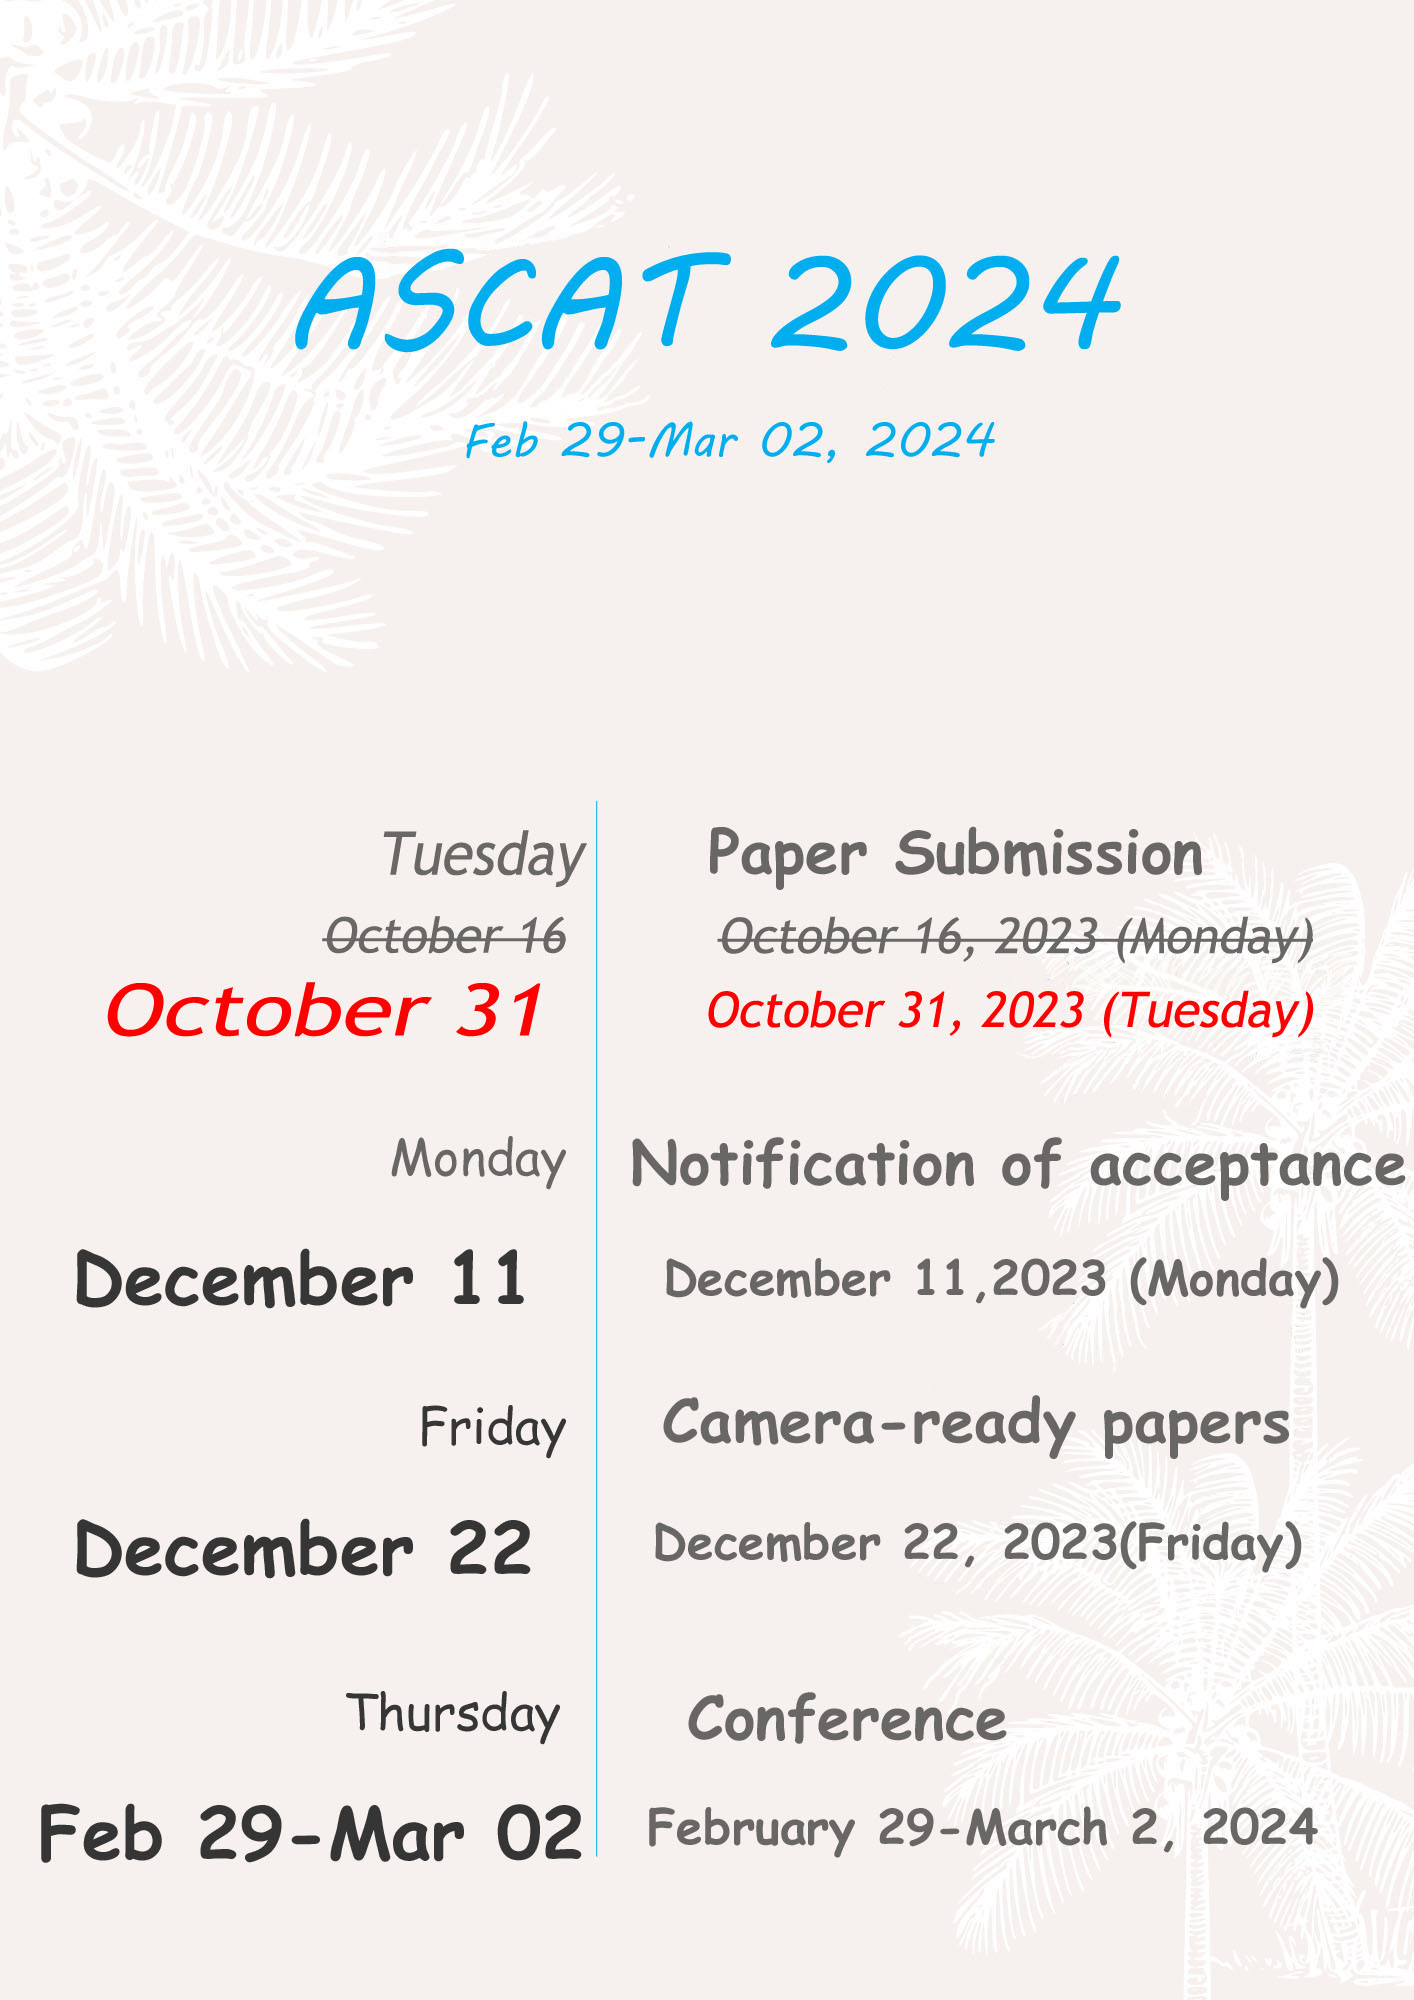 ASCAT 2024
Feb 29-Mar 02, 2024
Tuesday
October 16
October 31
Paper Submission
October 16, 2023 (Monday)
October 31, 2023 (Tuesday)
Monday
December 11
Notification of acceptance
December 11,2023 (Monday)
Friday
December 22
Camera-ready papers
December 22, 2023(Friday)
Thursday
Feb 29-Mar 02
Conference
February 29-March 2, 2024